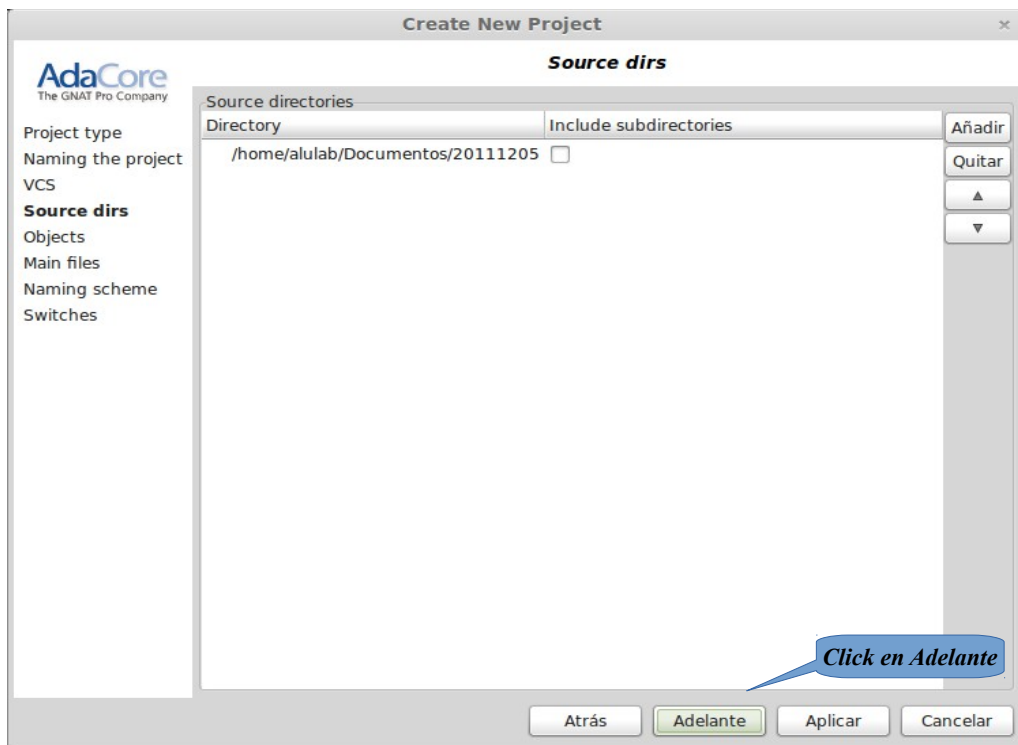 Create New Project
AdaCore
The GNAT Pro Company
Project type
Naming the project
VCS
Source dirs
Objects
Main files
Naming scheme
Switches
Source dirs
Source directories
Directory Include subdirectories
/home/alulab/Documentos/20111205
Añadir
Quitar
Click en Adelante
Atrás Adelante Aplicar Cancelar